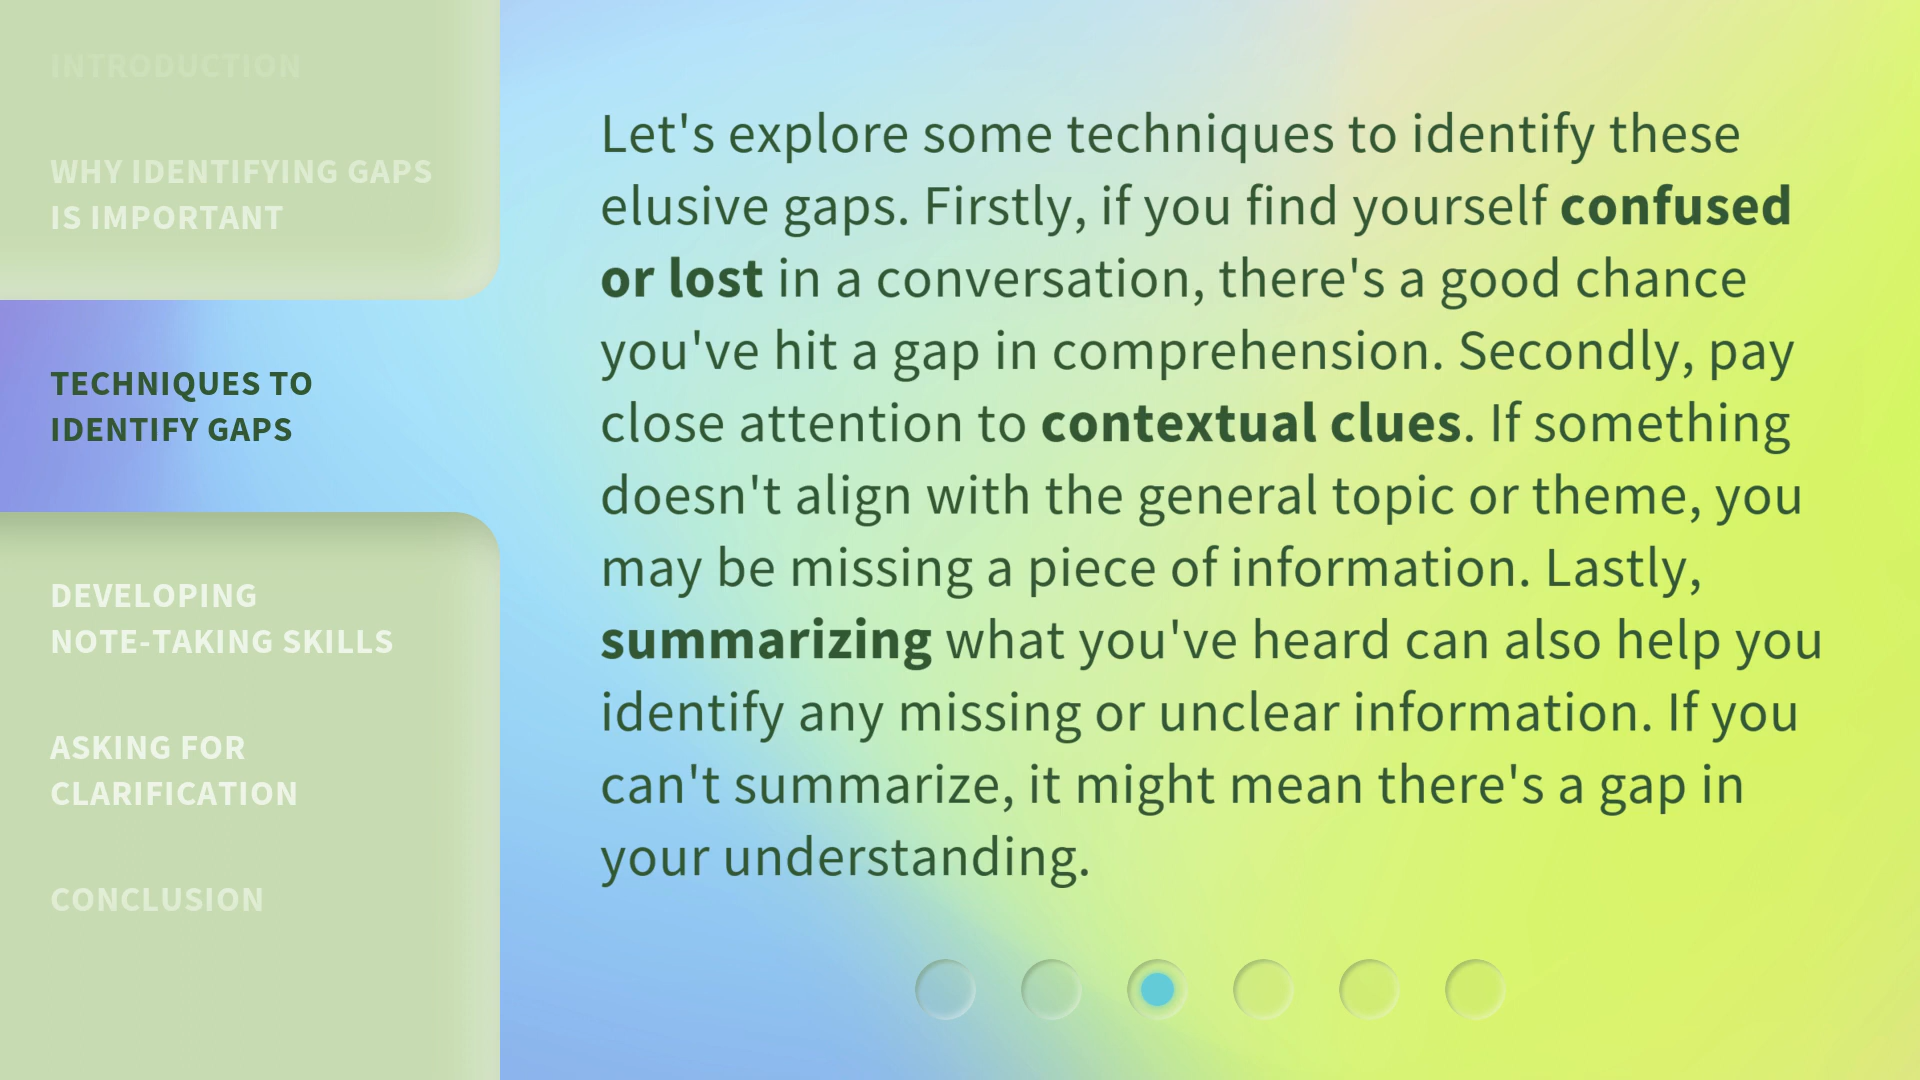 INTRODUCTION
WHY IDENTIFYING GAPS
IS IMPORTANT
TECHNIQUES TO
IDENTIFY GAPS
DEVELOPING
NOTE-TAKING SKILLS
ASKING FOR
CLARIFICATION
CONCLUSION
Let's explore some techniques to identify these
elusive gaps. Firstly, if you find yourself confused
or lost in a conversation, there's a good chance
you've hit a gap in comprehension. Secondly, pay
close attention to contextual clues. If something
doesn't align with the general topic or theme, you
may be missing a piece of information. Lastly,
summarizing what you've heard can also help you
identify any missing or unclear information. If you
can't summarize, it might mean there's a gap in
your understanding.